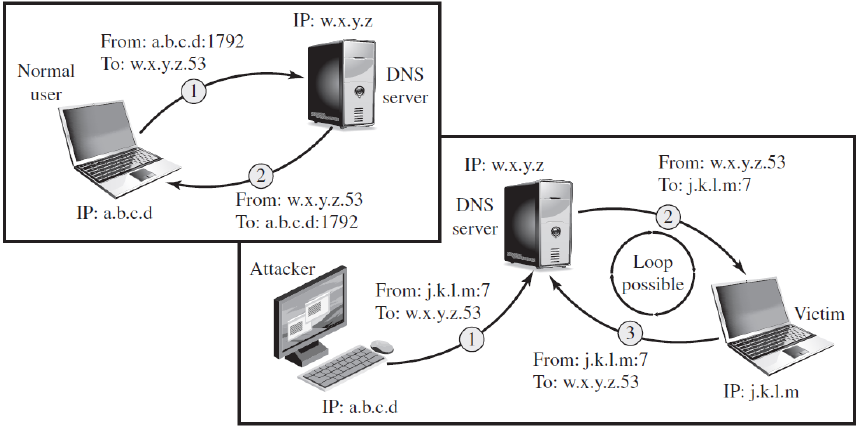 IP: w.x.y.z
From: a.b.c.d:1792
To: w.x.y.z.53
Normal
user
1
DNS
server
2
From: w.x.y.z.53
To: a.b.c.d:1792
IP: a.b.c.d
IP: w.x.y.z
From: w.x.y.z.53
To: j.k.l.m:7
DNS
server
2
Attacker
Loop
possible
From: j.k.l.m:7
To: w.x.y.z.53
1
Victim
3
From: j.k.l.m:7
To: w.x.y.z.53
IP: j.k.l.m
IP: a.b.c.d